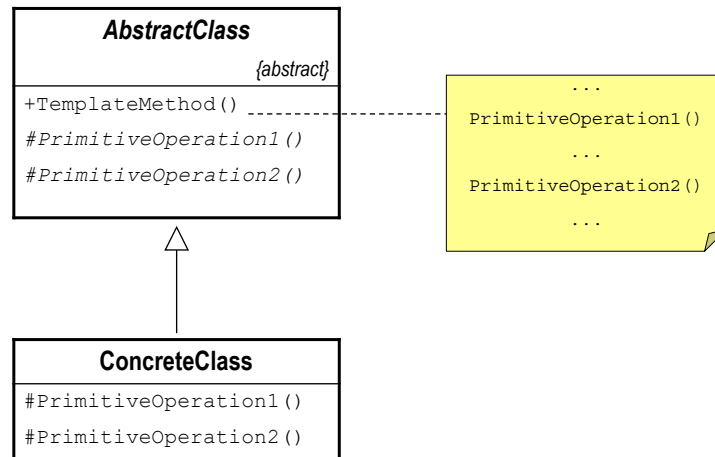 AbstractClass
{abstract}
+TemplateMethod()
#PrimitiveOperation1()
#PrimitiveOperation2()
...
PrimitiveOperation1()
...
PrimitiveOperation2()
...
ConcreteClass
#PrimitiveOperation1()
#PrimitiveOperation2()